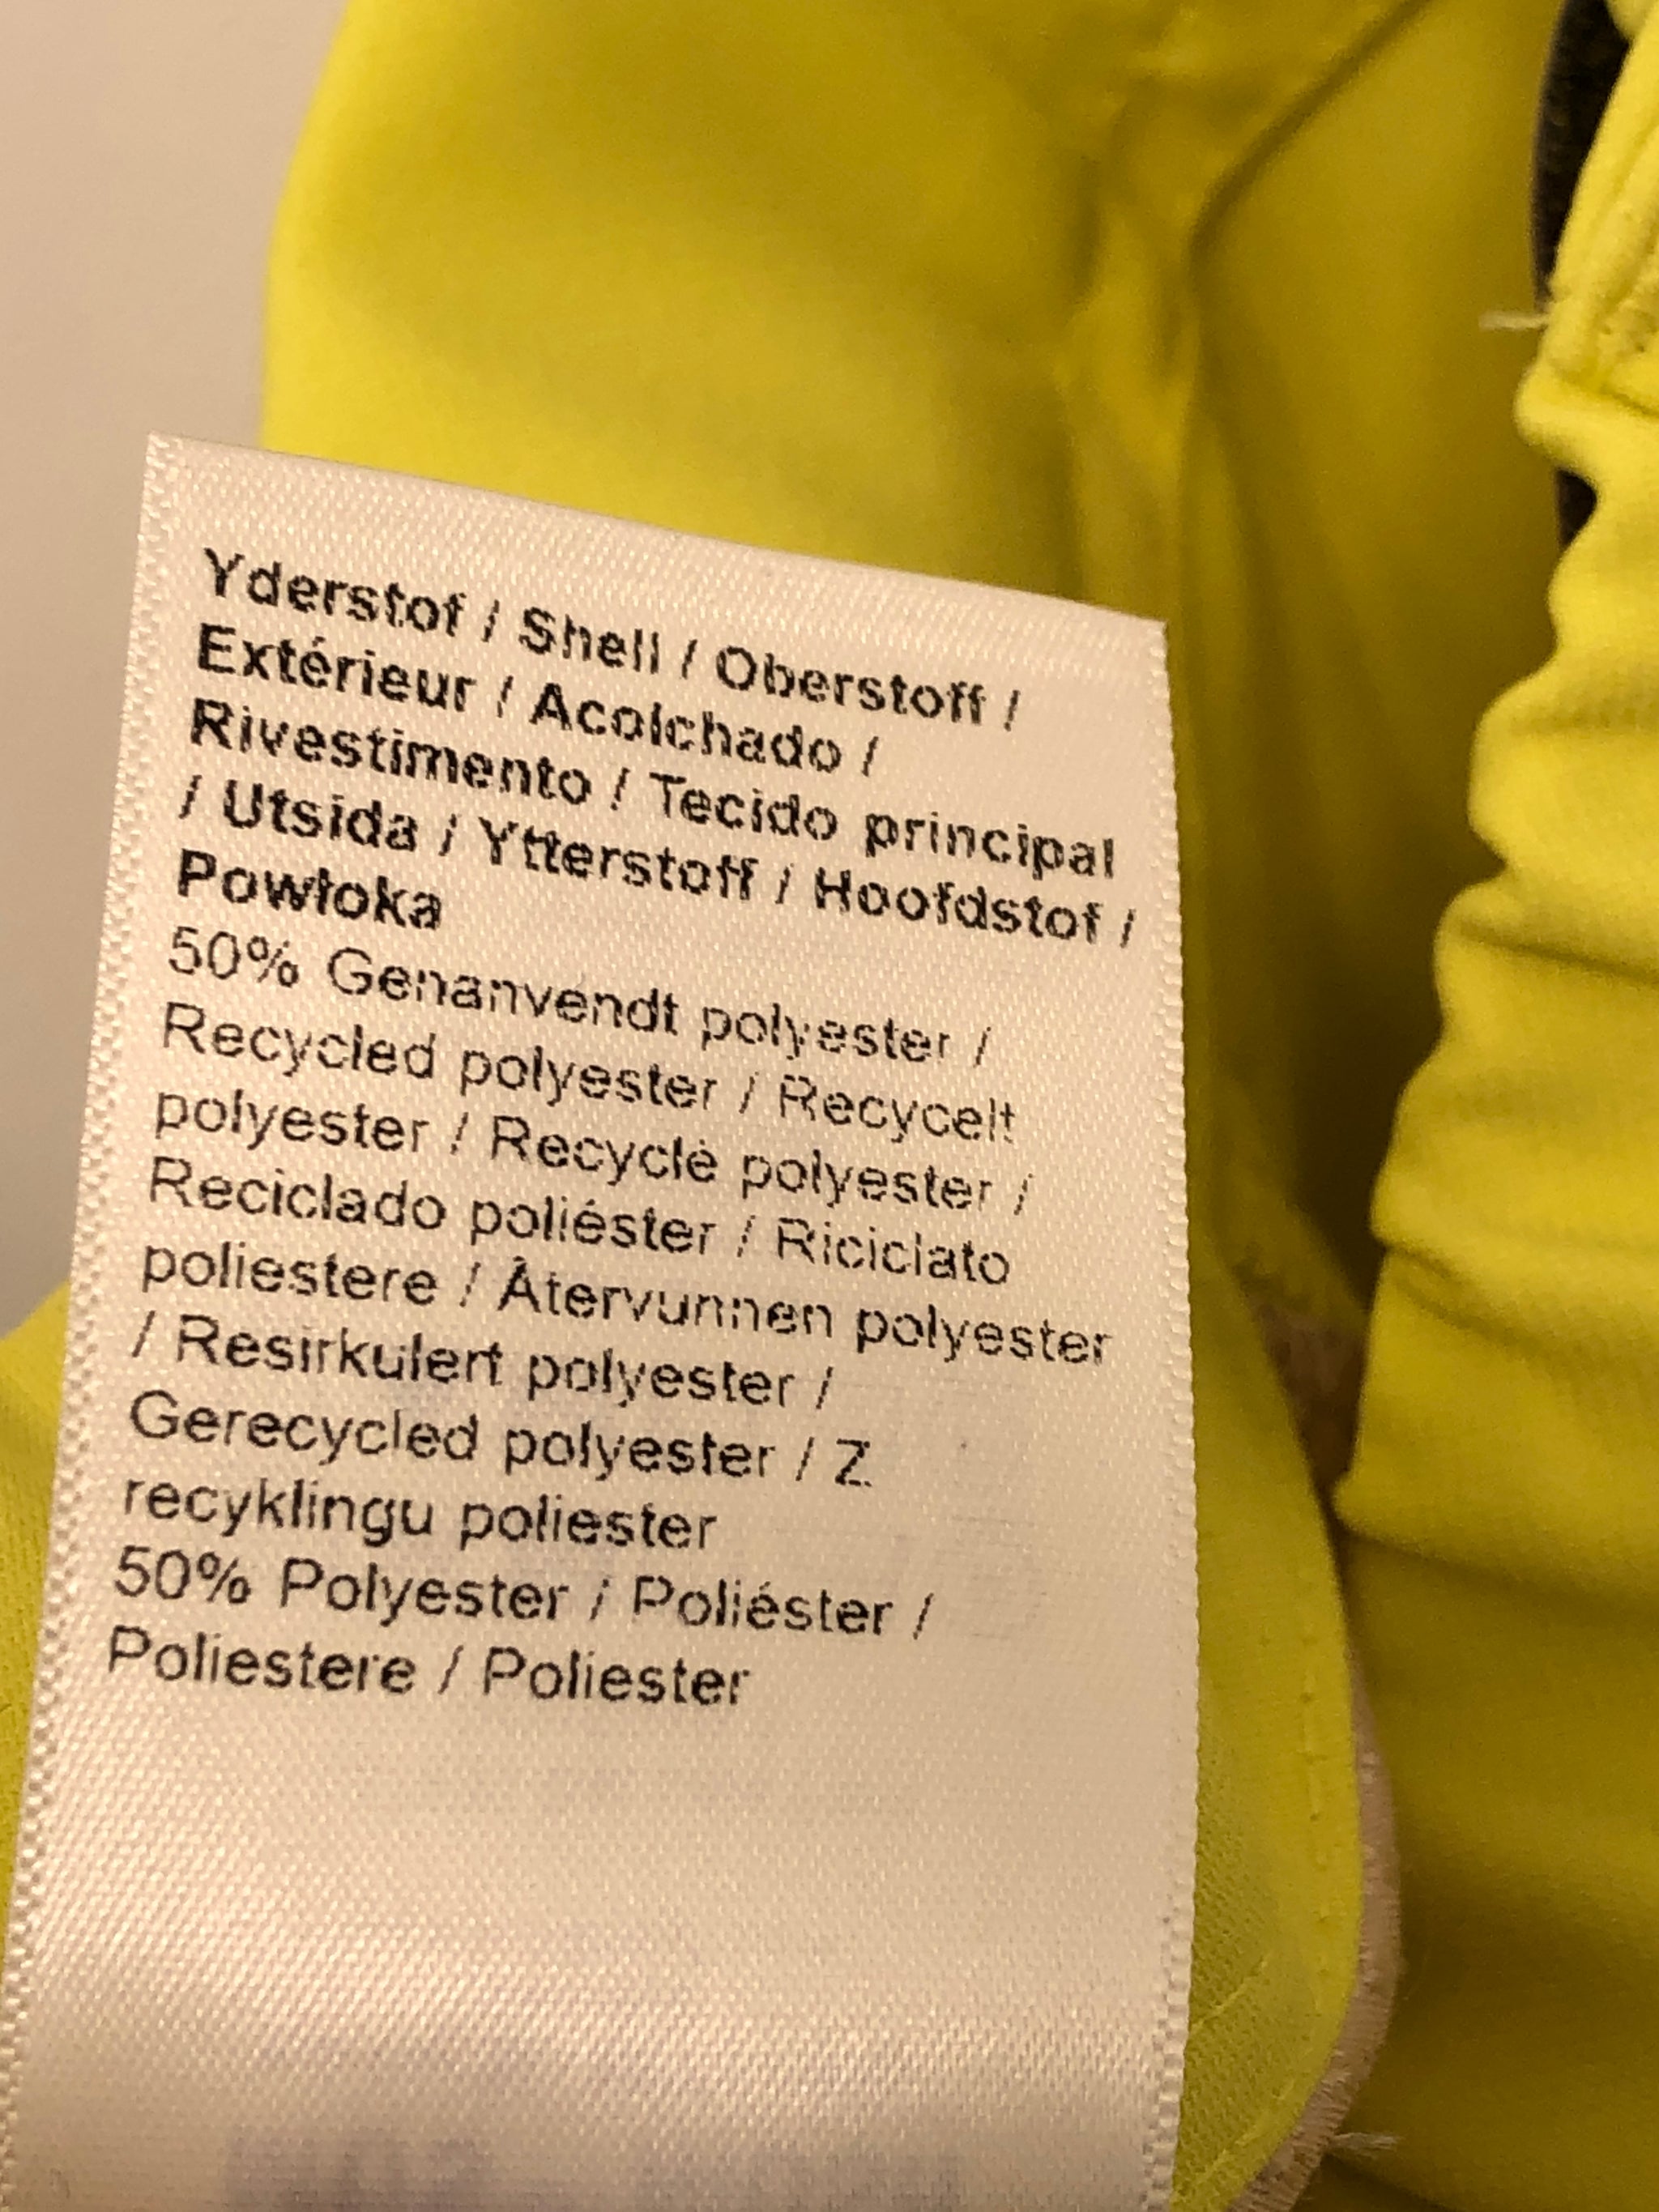 Yderstof / Shell / Oberstoff /
Extérieur / Acolchado /
Rivestimento / Tecido principal
/ Utsida / Ytterstoff / Hoofdstof /
Powłoka
50% Genanvendt polyester /
Recycled polyester / Recycelt
polyester / Recyclé polyester /
Reciclado poliéster / Riciclato
poliestere / Återvunnen polyester
/ Resirkulert polyester /
Gerecycled polyester / Z
recyklingu poliester
50% Polyester / Poliéster /
Poliestere / Poliester